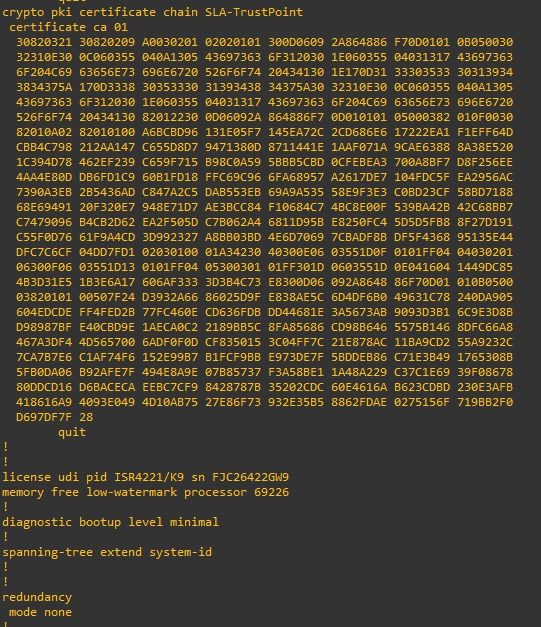 quit
crypto pki certificate chain SLA-TrustPoint
certificate ca 01
30820321 30820209 A0030201 02020101 300D0609 2A864886 F70D0101 0B050030
32310E30 0C060355 040A1305 43697363 6F312030 1E060355 04031317 43697363
6F204C69 63656E73 696E6720 526F6F74 20434130 1E170D31 33303533 30313934
3834375A 170D3338 30353330 31393438 34375A30 32310E30 0C060355 040A1305
43697363 6F312030 1E060355 04031317 43697363 6F204C69 63656E73 696E6720
526F6F74 20434130 82012230 0D06092A 864886F7 0D010101 05000382 010F0030
82010A02 82010100 A6BCBD96 131E05F7 145EA72C 2CD686E6 17222EA1 F1EFF64D
CBB4C798 212AA147 C655D8D7 9471380D 8711441E 1AAF071A 9CAE6388 8A38E520
1C394D78 462EF239 C659F715 B98C0A59 5BBB5CBD 0CFEBEA3 700A8BF7 D8F256EE
4AA4E80D DB6FD1C9 60B1FD18 FFC69C96 6FA68957 A2617DE7 104FDC5F EA2956AC
7390A3EB 2B5436AD C847A2C5 DAB553EB 69A9A535 58E9F3E3 C0BD23CF 58BD7188
68E69491 20F320E7 948E71D7 AE3BCC84 F10684C7 4BC8E00F 539BA42B 42C68BB7
C7479096 B4CB2D62 EA2F505D C7B062A4 6811D95B E8250FC4 5D5D5FB8 8F27D191
C55F0D76 61F9A4CD 3D992327 A8BB03BD 4E6D7069 7CBADF8B DF5F4368 95135E44
DFC7C6CF 04DD7FD1 02030100 01A34230 40300E06 03551D0F 0101FF04 04030201
06300F06 03551D13 0101FF04 05300301 01FF301D 0603551D 0E041604 1449DC85
4B3D31E5 1B3E6A17 606AF333 3D3B4C73 E8300D06 092A8648 86F70D01 010B0500
03820101 00507F24 D3932A66 86025D9F E838AE5C 6D4DF6B0 49631C78 240DA905
604EDCDE FF4FED2B 77FC460E CD636FDB DD44681E 3A5673AB 9093D3B1 6C9E3D8B
D98987BF E40CBD9E 1AECA0C2 2189BB5C 8FA85686 CD98B646 5575B146 8DFC66A8
467A3DF4 4D565700 6ADF0F0D CF835015 3C04FF7C 21E878AC 11BA9CD2 55A9232C
7CA7B7E6 C1AF74F6 152E99B7 B1FCF9BB E973DE7F 5BDDEB86 C71E3B49 1765308B
5FB0DA06 B92AFE7F 494E8A9E 07B85737 F3A58BE1 1A48A229 C37C1E69 39F08678
80DDCD16 D6BACECA EEBC7CF9 8428787B 35202CDC 60E4616A B623CDBD 230E3AFB
418616A9 4093E049 4D10AB75 27E86F73 932E35B5 8862FDAE 0275156F 719BB2F0
D697DF7F 28
quit
!
!
license udi pid ISR4221/K9 sn FJC26422GW9
memory free low-watermark processor 69226
!
diagnostic bootup level minimal
!
spanning-tree extend system-id
!
!
redundancy
mode none
!